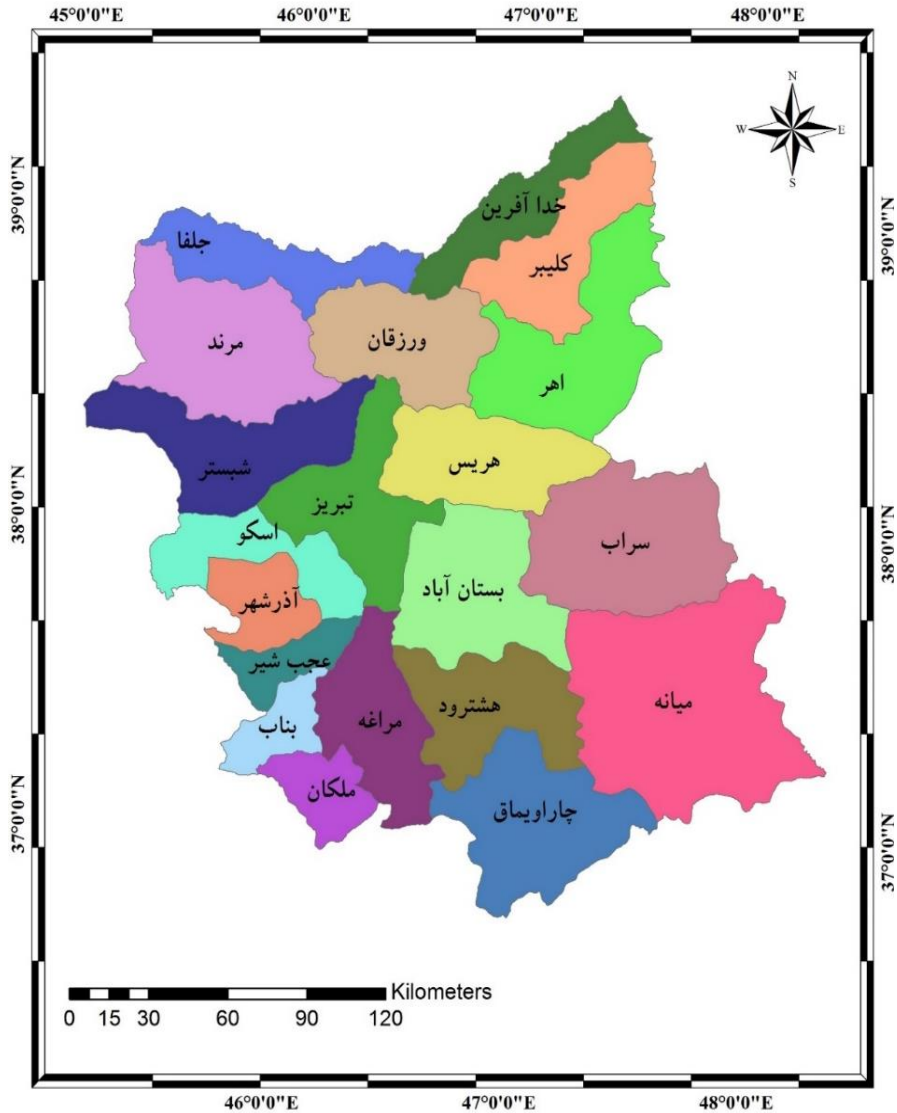 45°0'0"E 46°0'0"E 47°0'0"E 48°0'0"E
N
W E
S
39°0'0"N
39°0'0"N
خدا آفرین
جلفا
کلیبر
ورزقان
مرند
اهر
هریس
شبستر
38°0'0"N
تبریز
اسکو
سراب
38°0'0"N
بستان آباد
آذرشهر
عجب شیر
میانه
هشترود
مراغه
بناب
ملکان
چاراویماق
37°0'0"N
37°0'0"N
Kilometers
0 15 30 60 90 120
46°0'0"E 47°0'0"E 48°0'0"E